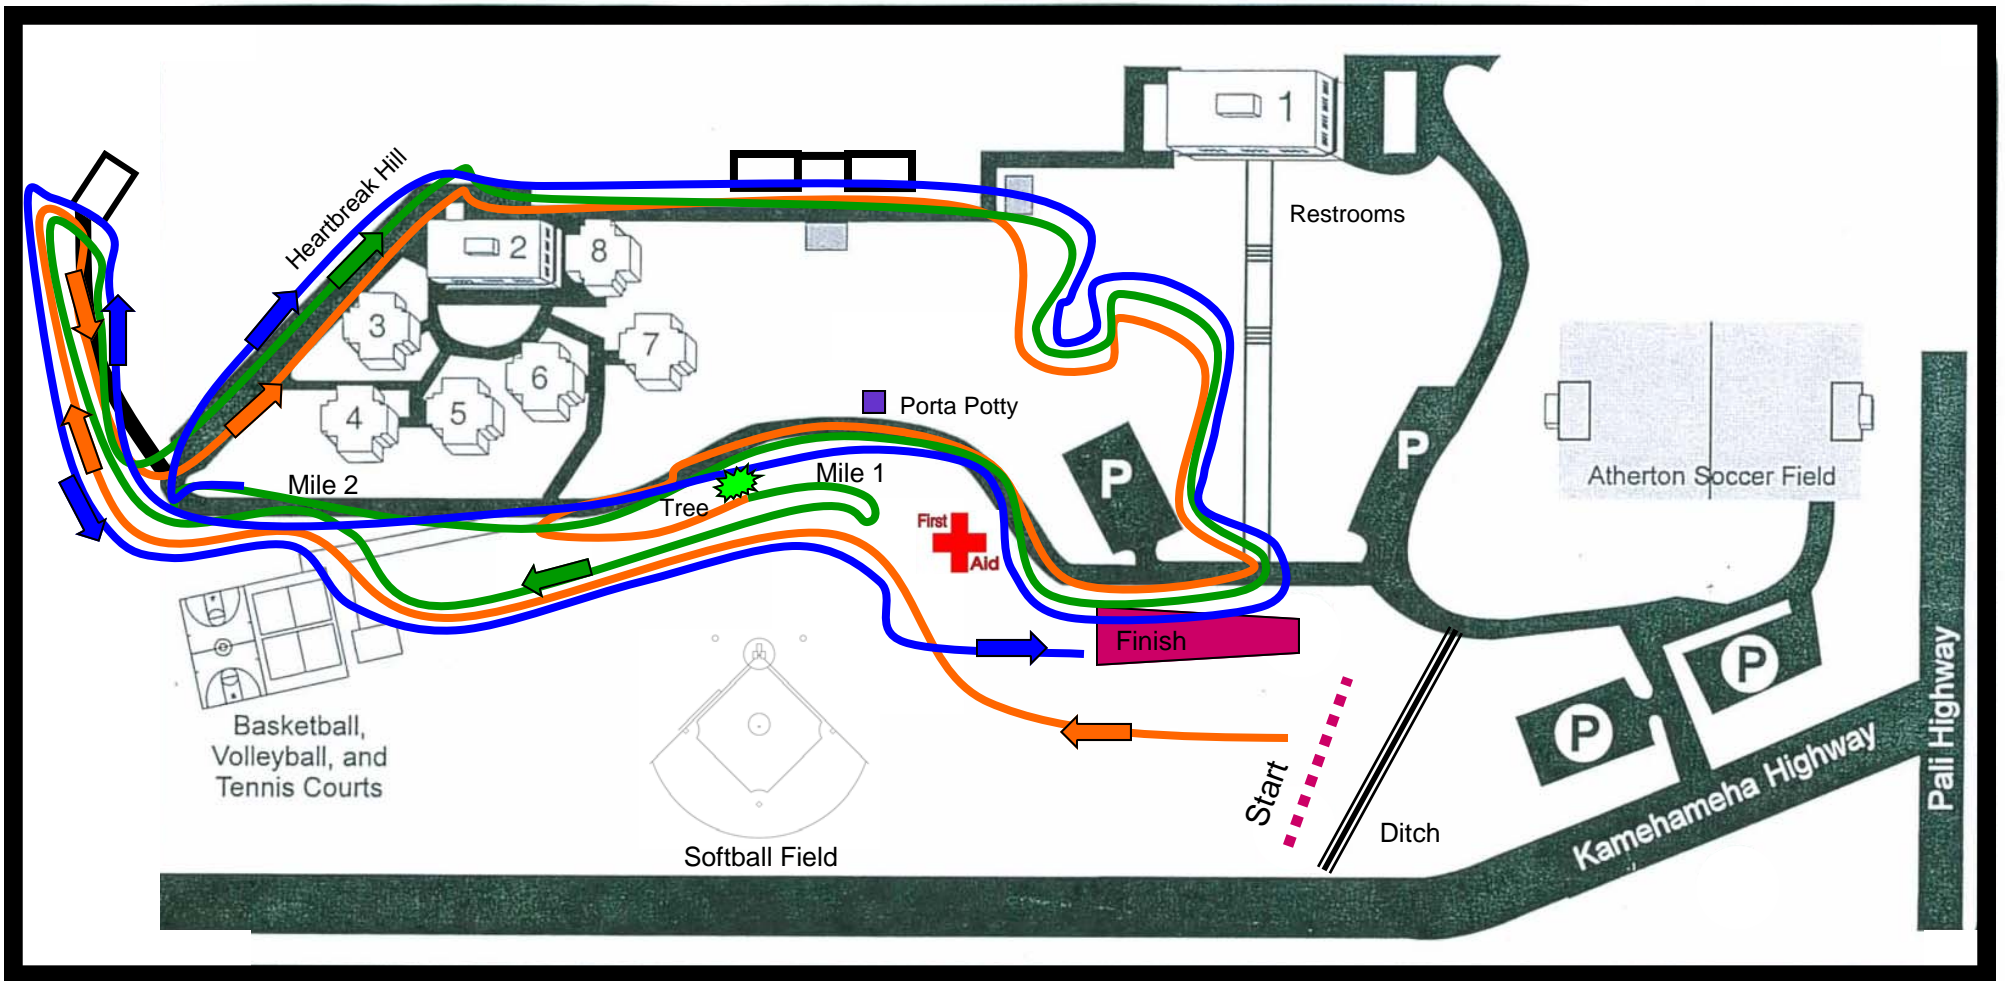 1
Heartbreak Hill
Restrooms
2
8
3
7
6
4
5
Porta Potty
P
P
Mile 1
Mile 2
Tree
Atherton Soccer Field
First
Aid
Finish
P
P
Basketball,
Volleyball, and
Tennis Courts
Start
Ditch
Softball Field
Kamehameha Highway
Pali Highway